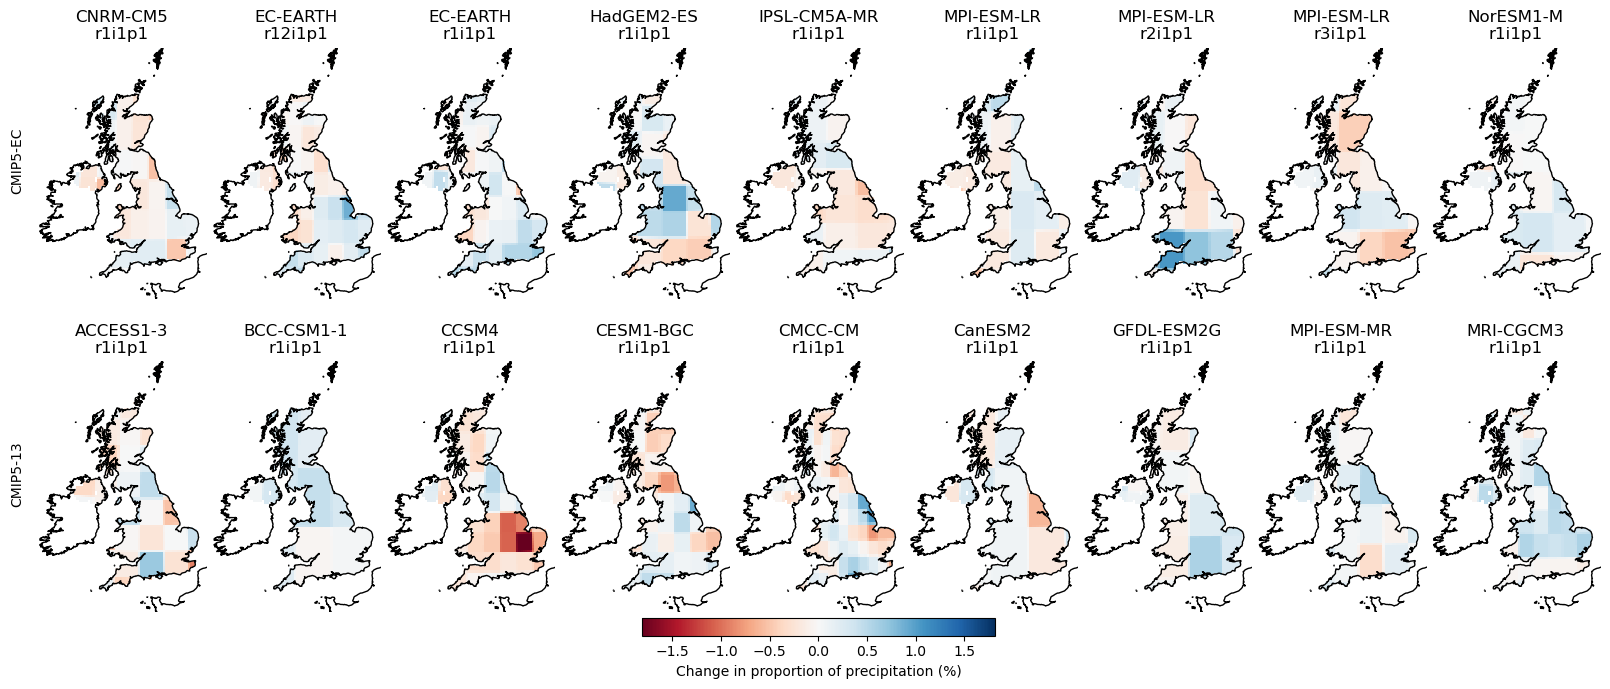 CNRM-CM5
r1i1p1
EC-EARTH
r12i1p1
EC-EARTH
r1i1p1
HadGEM2-ES
r1i1p1
IPSL-CM5A-MR
r1i1p1
MPI-ESM-LR
r1i1p1
MPI-ESM-LR
r2i1p1
MPI-ESM-LR
r3i1p1
NorESM1-M
r1i1p1
CMIP5-EC
ACCESS1-3
r1i1p1
BCC-CSM1-1
r1i1p1
CCSM4
r1i1p1
CESM1-BGC
r1i1p1
CMCC-CM
r1i1p1
CanESM2
r1i1p1
GFDL-ESM2G
r1i1p1
MPI-ESM-MR
r1i1p1
MRI-CGCM3
r1i1p1
CMIP5-13
−1.5 −1.0 −0.5 0.0 0.5 1.0 1.5
Change in proportion of precipitation (%)